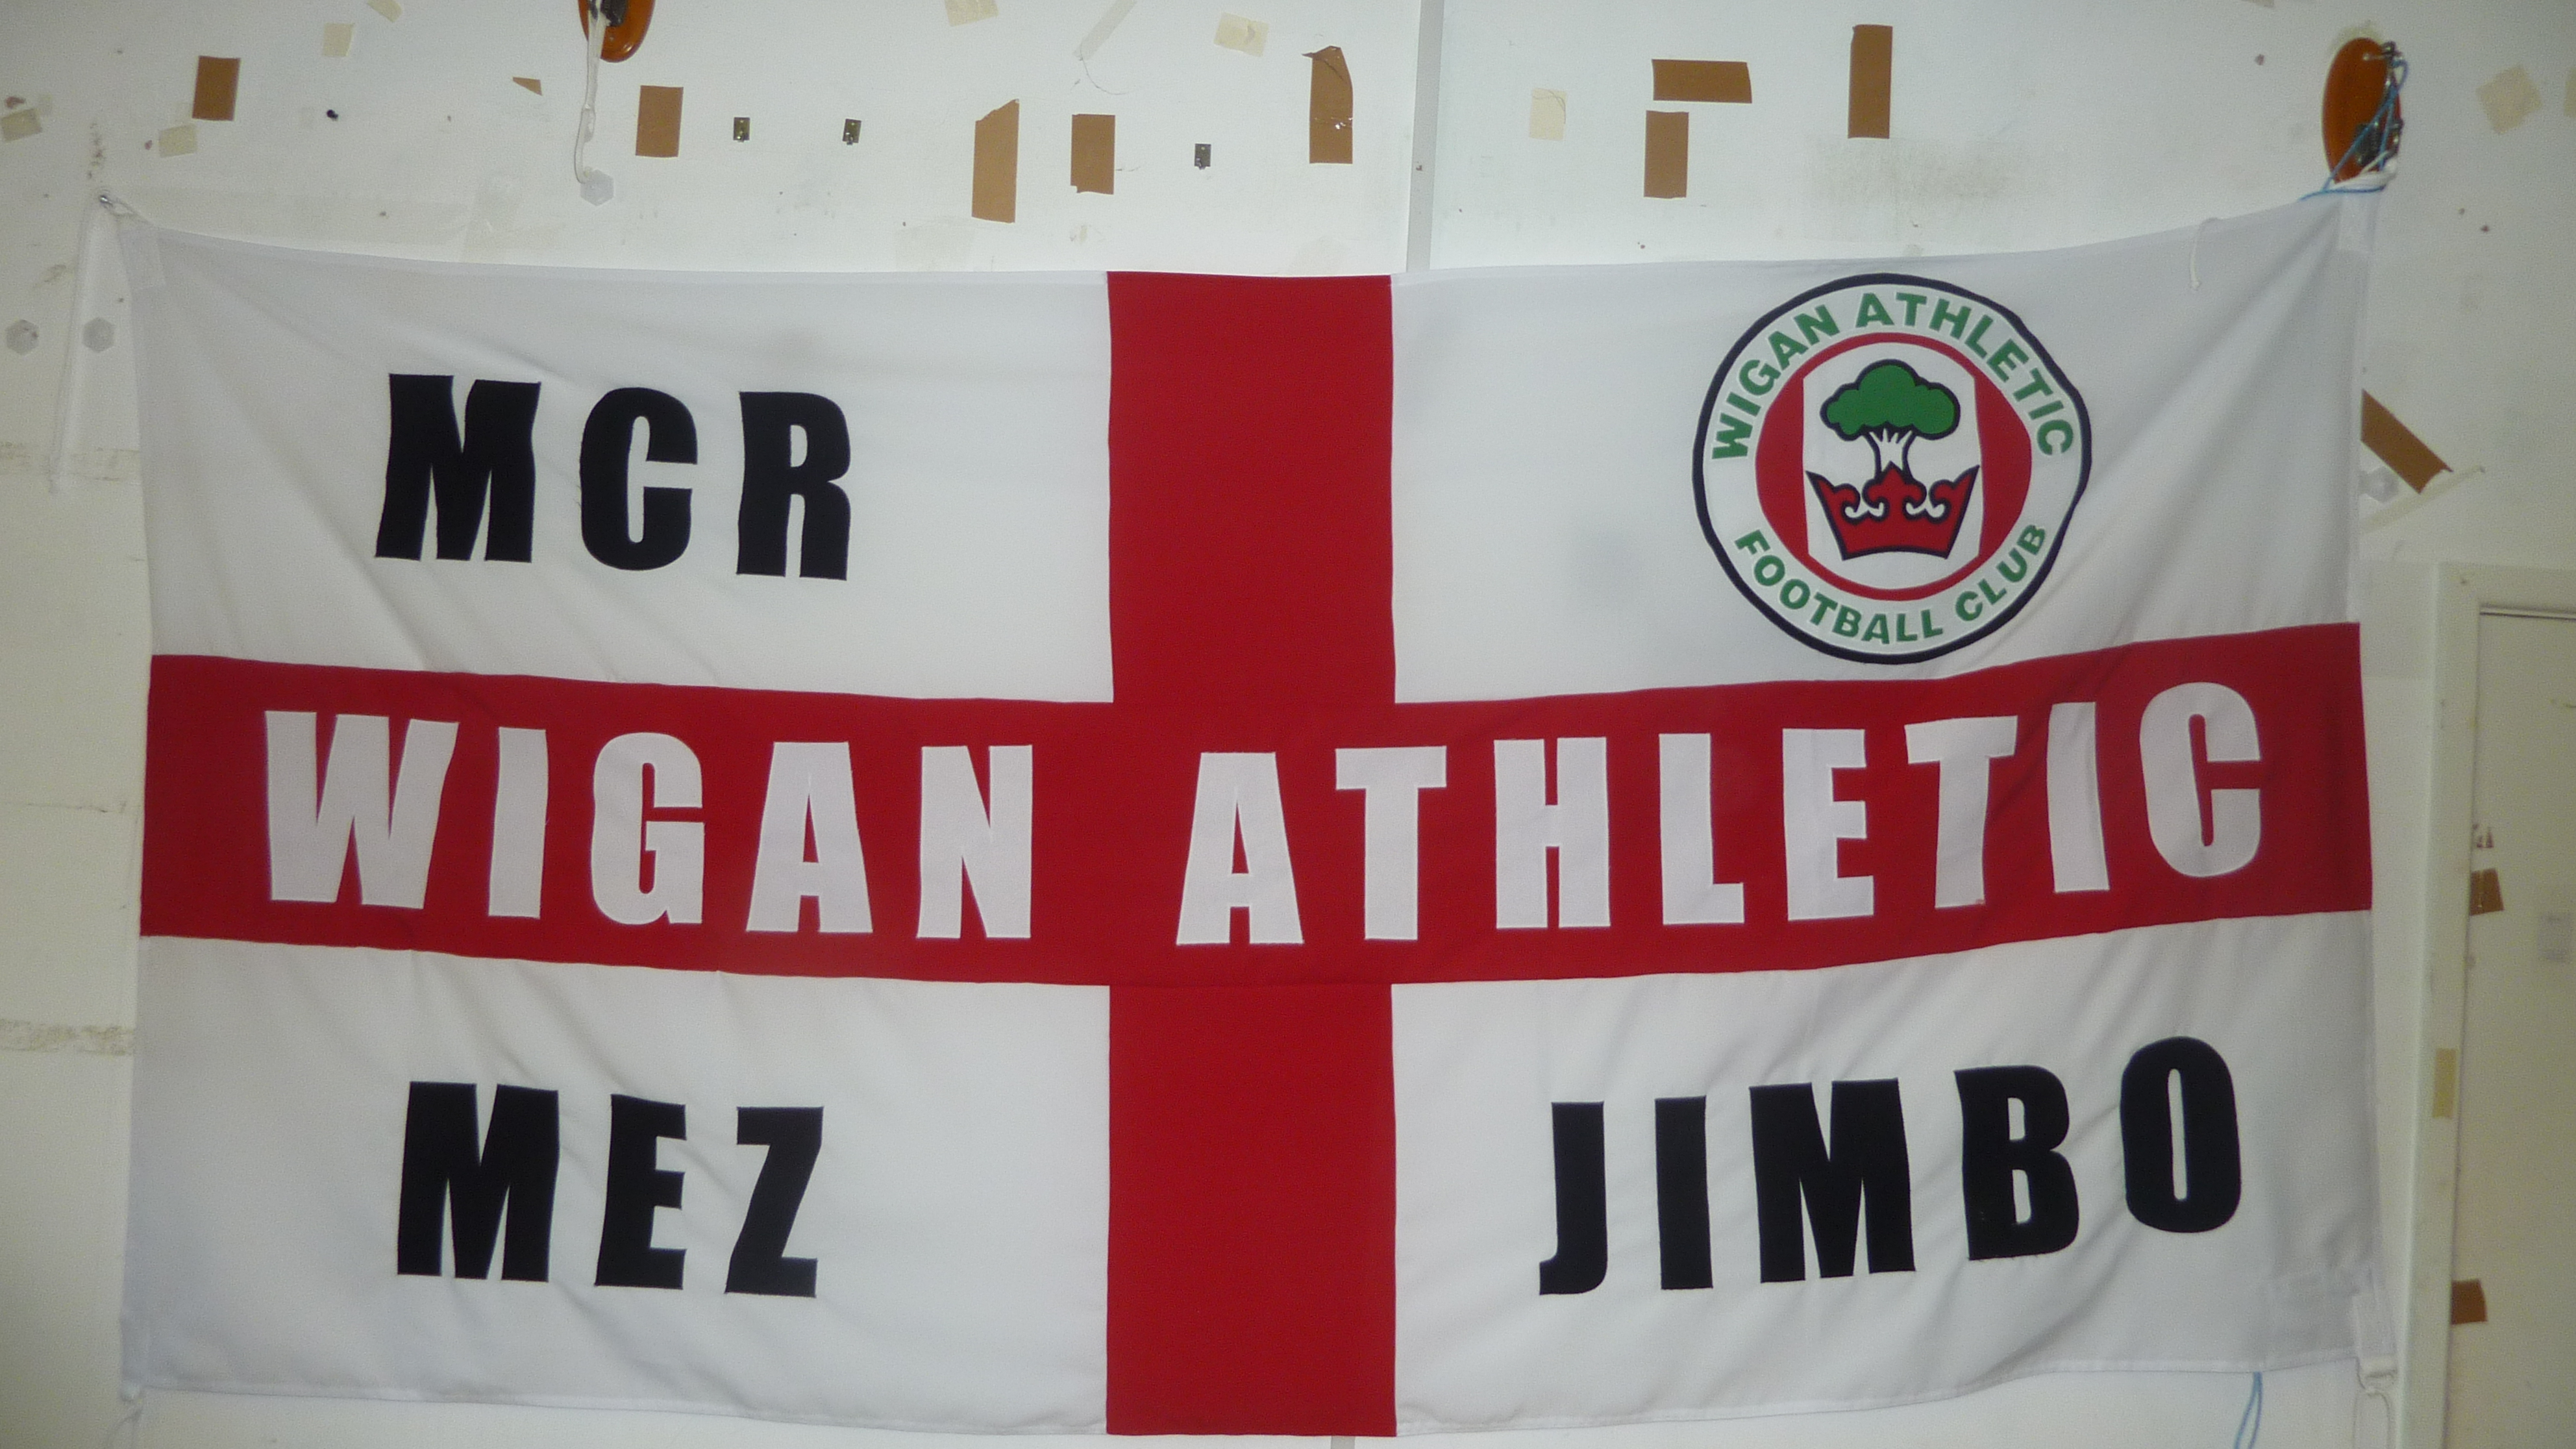 MCR
WIGAN ATHLETIC
FOOTBALL CLUB
WIGAN ATHLETIC
MEZ
JIMBO